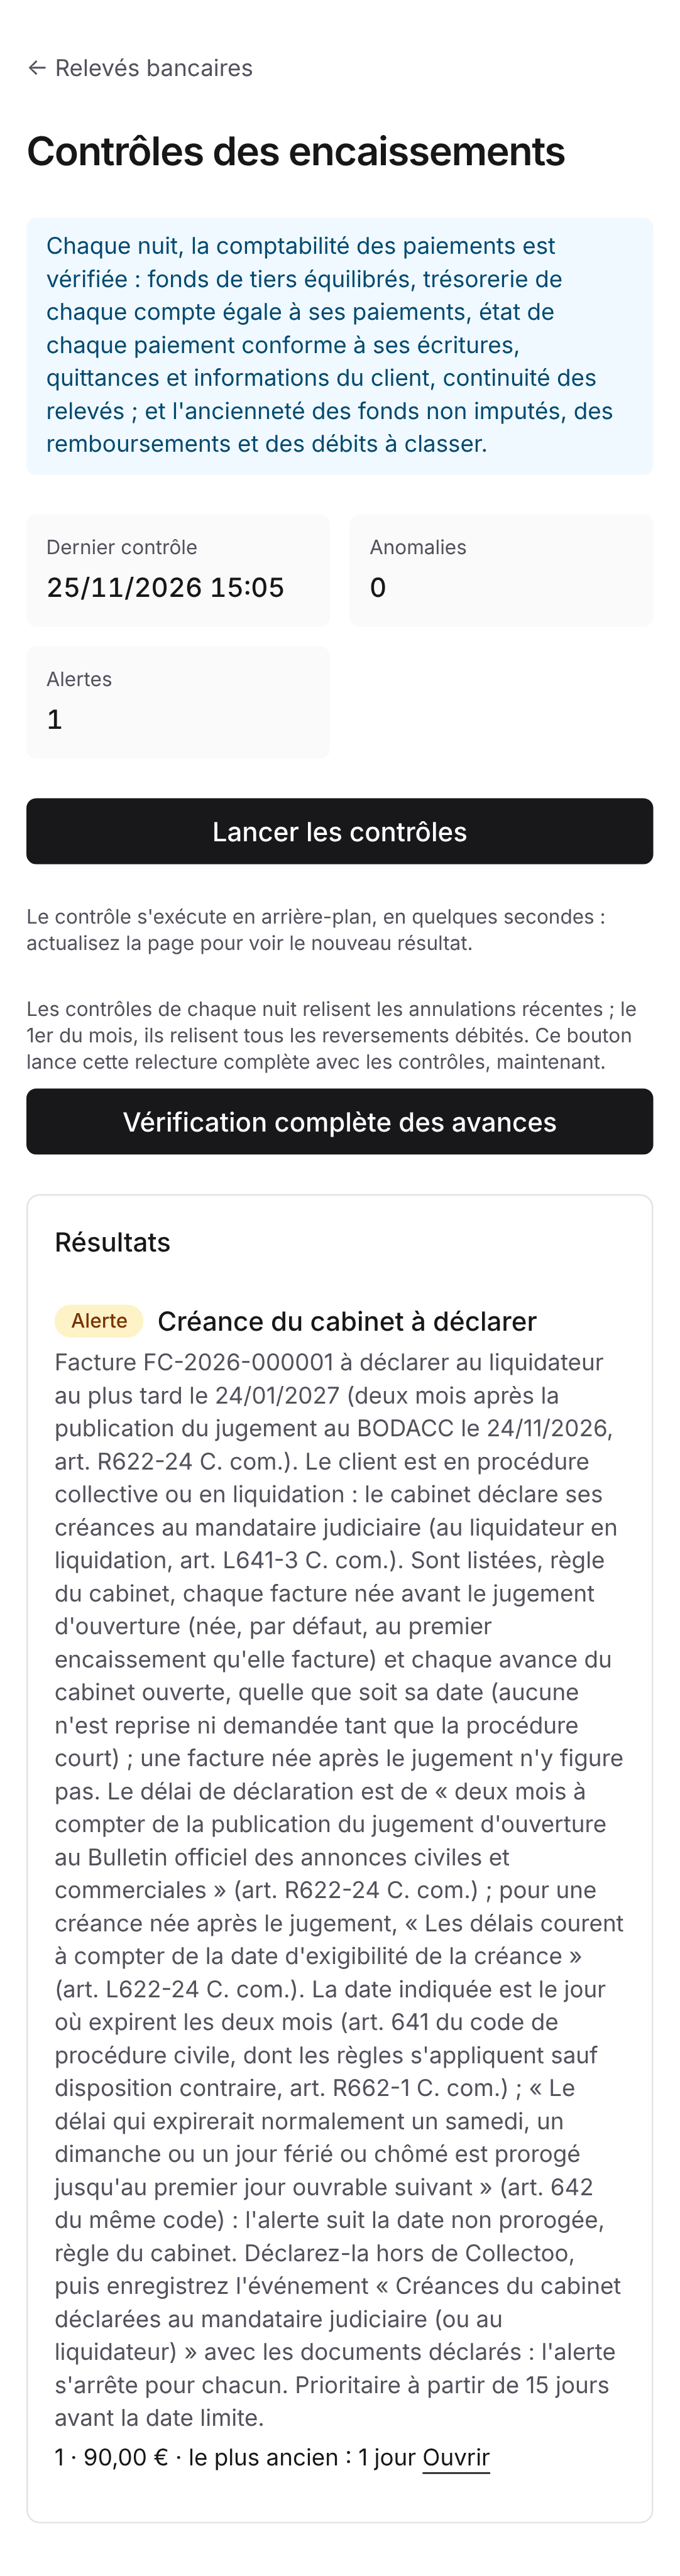 ← Relevés bancaires
Contrôles des encaissements
Chaque nuit, la comptabilité des paiements est
vérifiée : fonds de tiers équilibrés, trésorerie de
chaque compte égale à ses paiements, état de
chaque paiement conforme à ses écritures,
quittances et informations du client, continuité des
relevés ; et l'ancienneté des fonds non imputés, des
remboursements et des débits à classer.
Dernier contrôle
25/11/2026 15:05
Anomalies
0
Alertes
1
Lancer les contrôles
Le contrôle s'exécute en arrière-plan, en quelques secondes :
actualisez la page pour voir le nouveau résultat.
Les contrôles de chaque nuit relisent les annulations récentes ; le
1er du mois, ils relisent tous les reversements débités. Ce bouton
lance cette relecture complète avec les contrôles, maintenant.
Vérification complète des avances
Résultats
Alerte Créance du cabinet à déclarer
Facture FC-2026-000001 à déclarer au liquidateur
au plus tard le 24/01/2027 (deux mois après la
publication du jugement au BODACC le 24/11/2026,
art. R622-24 C. com.). Le client est en procédure
collective ou en liquidation : le cabinet déclare ses
créances au mandataire judiciaire (au liquidateur en
liquidation, art. L641-3 C. com.). Sont listées, règle
du cabinet, chaque facture née avant le jugement
d'ouverture (née, par défaut, au premier
encaissement qu'elle facture) et chaque avance du
cabinet ouverte, quelle que soit sa date (aucune
n'est reprise ni demandée tant que la procédure
court) ; une facture née après le jugement n'y figure
pas. Le délai de déclaration est de « deux mois à
compter de la publication du jugement d'ouverture
au Bulletin officiel des annonces civiles et
commerciales » (art. R622-24 C. com.) ; pour une
créance née après le jugement, « Les délais courent
à compter de la date d'exigibilité de la créance »
(art. L622-24 C. com.). La date indiquée est le jour
où expirent les deux mois (art. 641 du code de
procédure civile, dont les règles s'appliquent sauf
disposition contraire, art. R662-1 C. com.) ; « Le
délai qui expirerait normalement un samedi, un
dimanche ou un jour férié ou chômé est prorogé
jusqu'au premier jour ouvrable suivant » (art. 642
du même code) : l'alerte suit la date non prorogée,
règle du cabinet. Déclarez-la hors de Collectoo,
puis enregistrez l'événement « Créances du cabinet
déclarées au mandataire judiciaire (ou au
liquidateur) » avec les documents déclarés : l'alerte
s'arrête pour chacun. Prioritaire à partir de 15 jours
avant la date limite.
1 · 90,00 € · le plus ancien : 1 jour Ouvrir